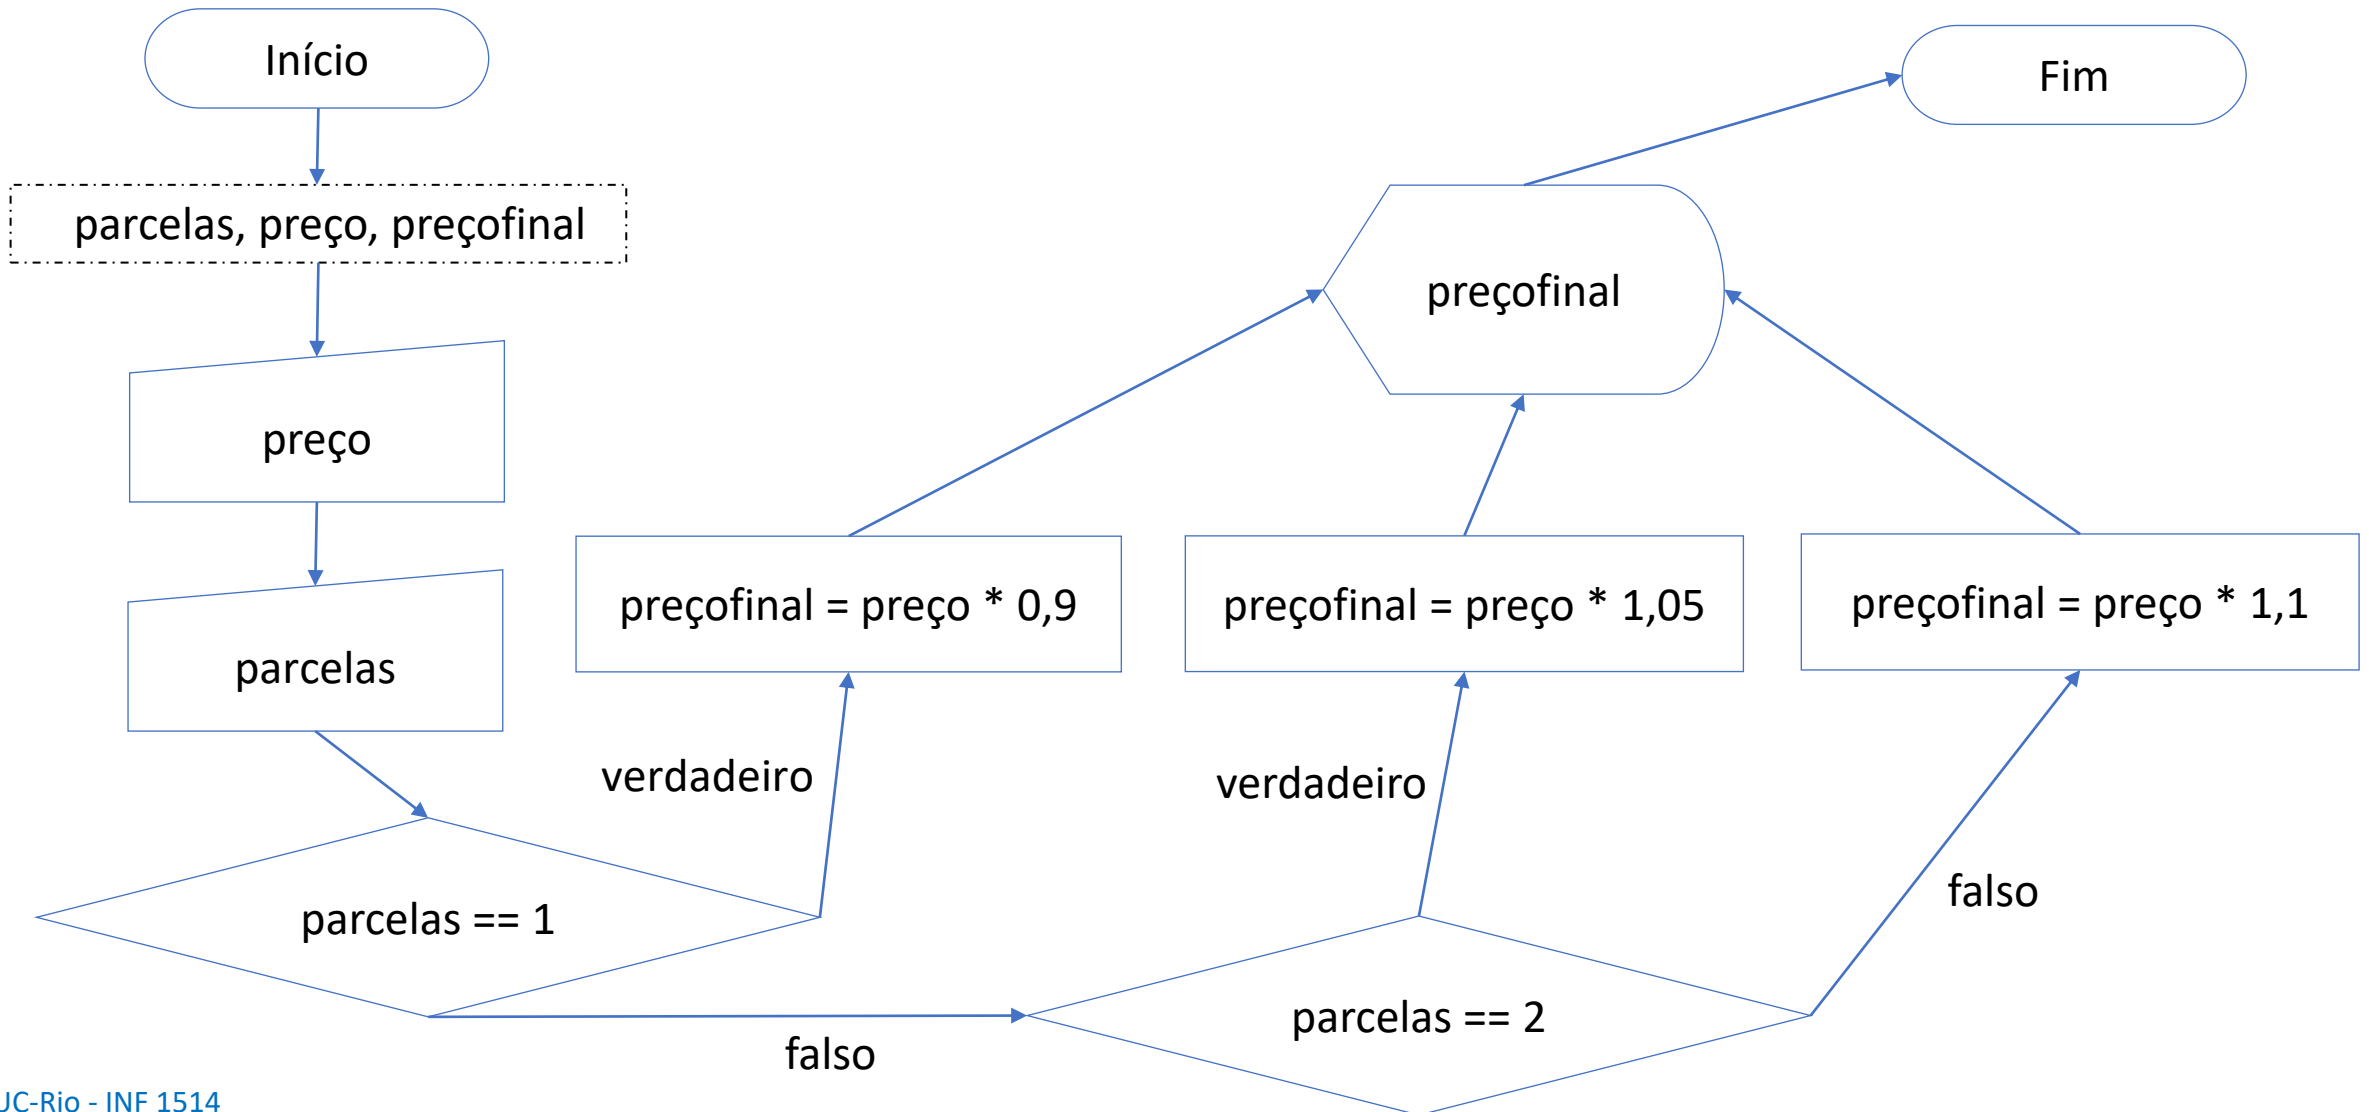 Início
Fim
parcelas, preço, preçofinal
preçofinal
preço
preçofinal = preço * 0,9
preçofinal = preço * 1,05
preçofinal = preço * 1,1
parcelas
verdadeiro
verdadeiro
falso
parcelas == 1
parcelas == 2
falso
UC-Rio - INF 1514